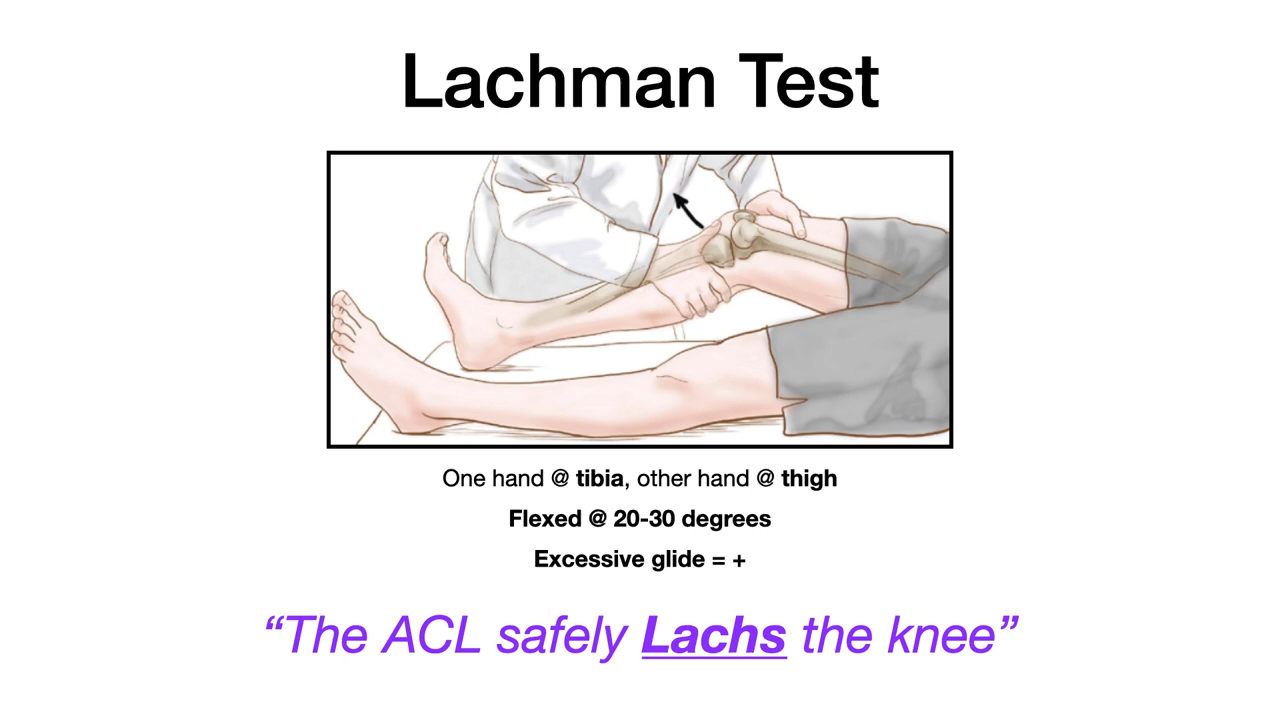 Lachman Test
One hand @ tibia, other hand @ thigh
Flexed @ 20-30 degrees
Excessive glide = +
“The ACL safely Lachs the knee”